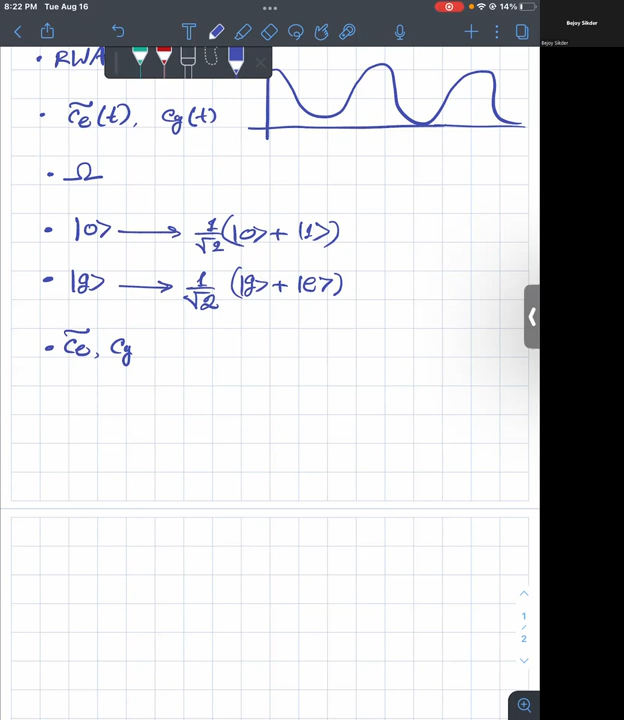 8:22 PM Tue Aug 16
14%
Bejoy Sikder
Bejoy Sikder
• RWA
• c̃e(t), cg(t)
• Ω
• |0> ⟶ 1/√2 (|0> + |1>)
• |g> ⟶ 1/√2 (|g> + |e>)
• c̃e, cg
1
/
2